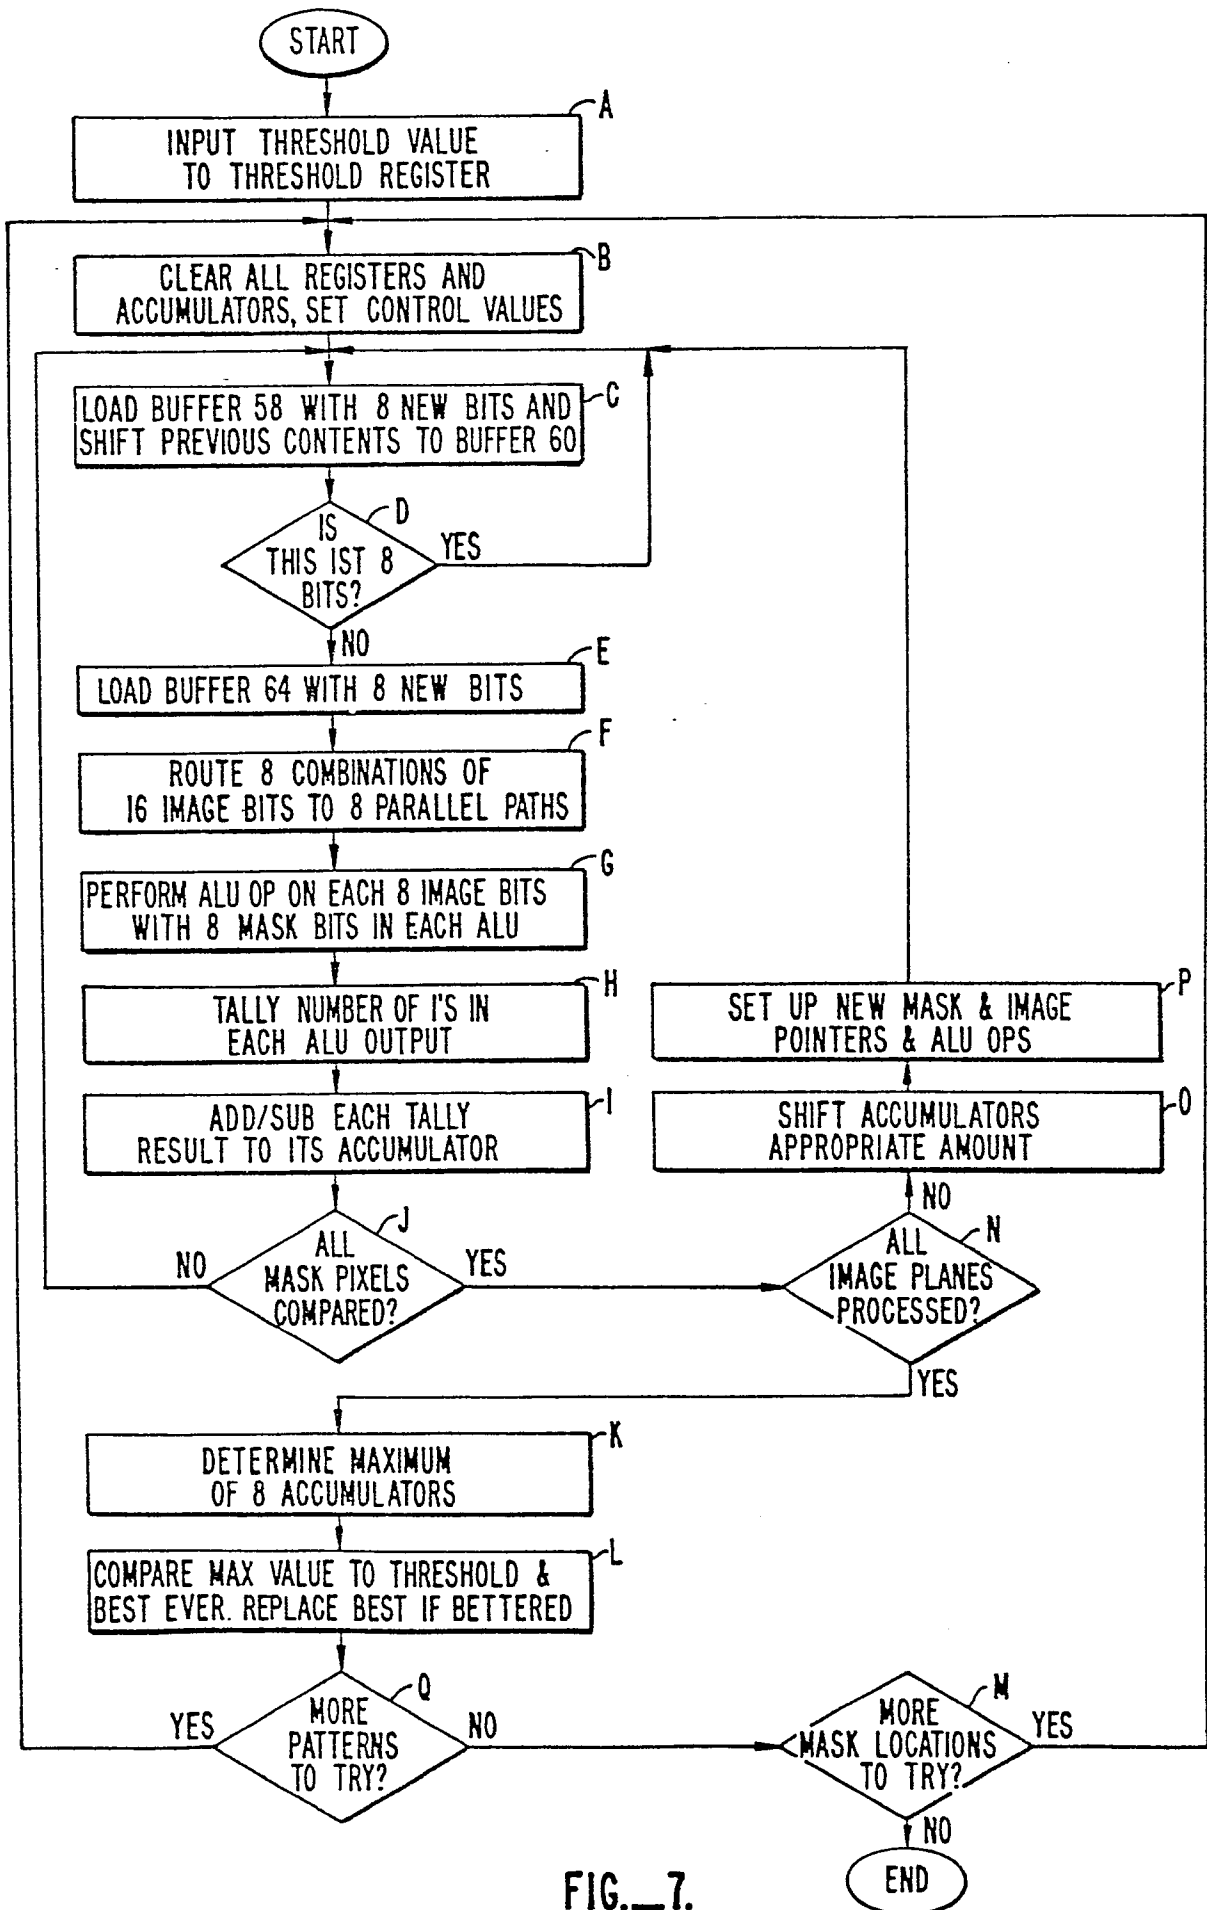 START
A
INPUT THRESHOLD VALUE
TO THRESHOLD REGISTER
B
CLEAR ALL REGISTERS AND
ACCUMULATORS, SET CONTROL VALUES
C
LOAD BUFFER 58 WITH 8 NEW BITS AND
SHIFT PREVIOUS CONTENTS TO BUFFER 60
D
IS
THIS 1ST 8
BITS?
YES
NO
E
LOAD BUFFER 64 WITH 8 NEW BITS
F
ROUTE 8 COMBINATIONS OF
16 IMAGE BITS TO 8 PARALLEL PATHS
G
PERFORM ALU OP ON EACH 8 IMAGE BITS
WITH 8 MASK BITS IN EACH ALU
H
TALLY NUMBER OF 1'S IN
EACH ALU OUTPUT
P
SET UP NEW MASK & IMAGE
POINTERS & ALU OPS
I
ADD/SUB EACH TALLY
RESULT TO ITS ACCUMULATOR
O
SHIFT ACCUMULATORS
APPROPRIATE AMOUNT
J
ALL
MASK PIXELS
COMPARED?
NO
YES
NO
N
ALL
IMAGE PLANES
PROCESSED?
YES
K
DETERMINE MAXIMUM
OF 8 ACCUMULATORS
L
COMPARE MAX VALUE TO THRESHOLD &
BEST EVER. REPLACE BEST IF BETTERED
Q
MORE
PATTERNS
TO TRY?
YES
NO
M
MORE
MASK LOCATIONS
TO TRY?
YES
NO
END
FIG._7.